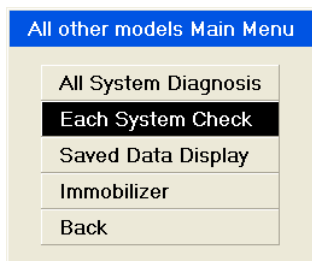 All other models Main Menu
All System Diagnosis
Each System Check
Saved Data Display
Immobilizer
Back